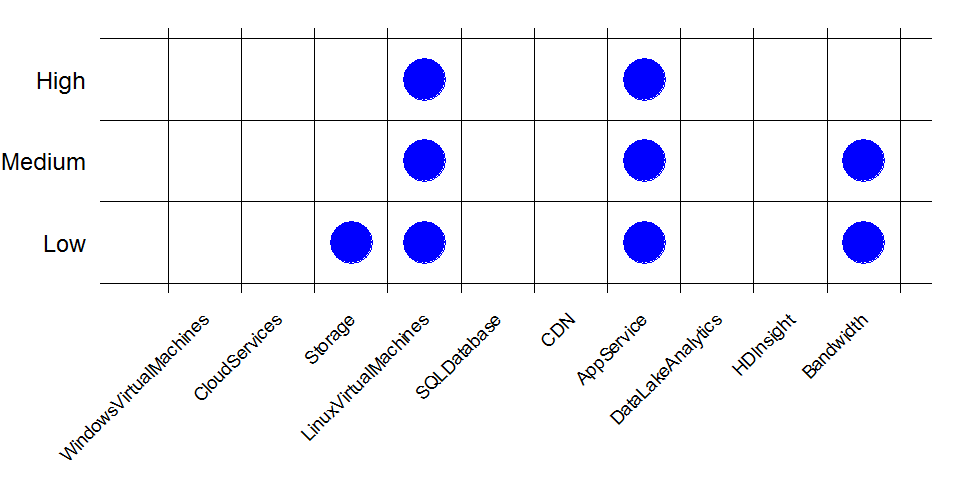 High
Medium
Low
WindowsVirtualMachines
CloudServices
Storage
LinuxVirtualMachines
SQLDatabase
CDN
AppService
DataLakeAnalytics
HDInsight
Bandwidth